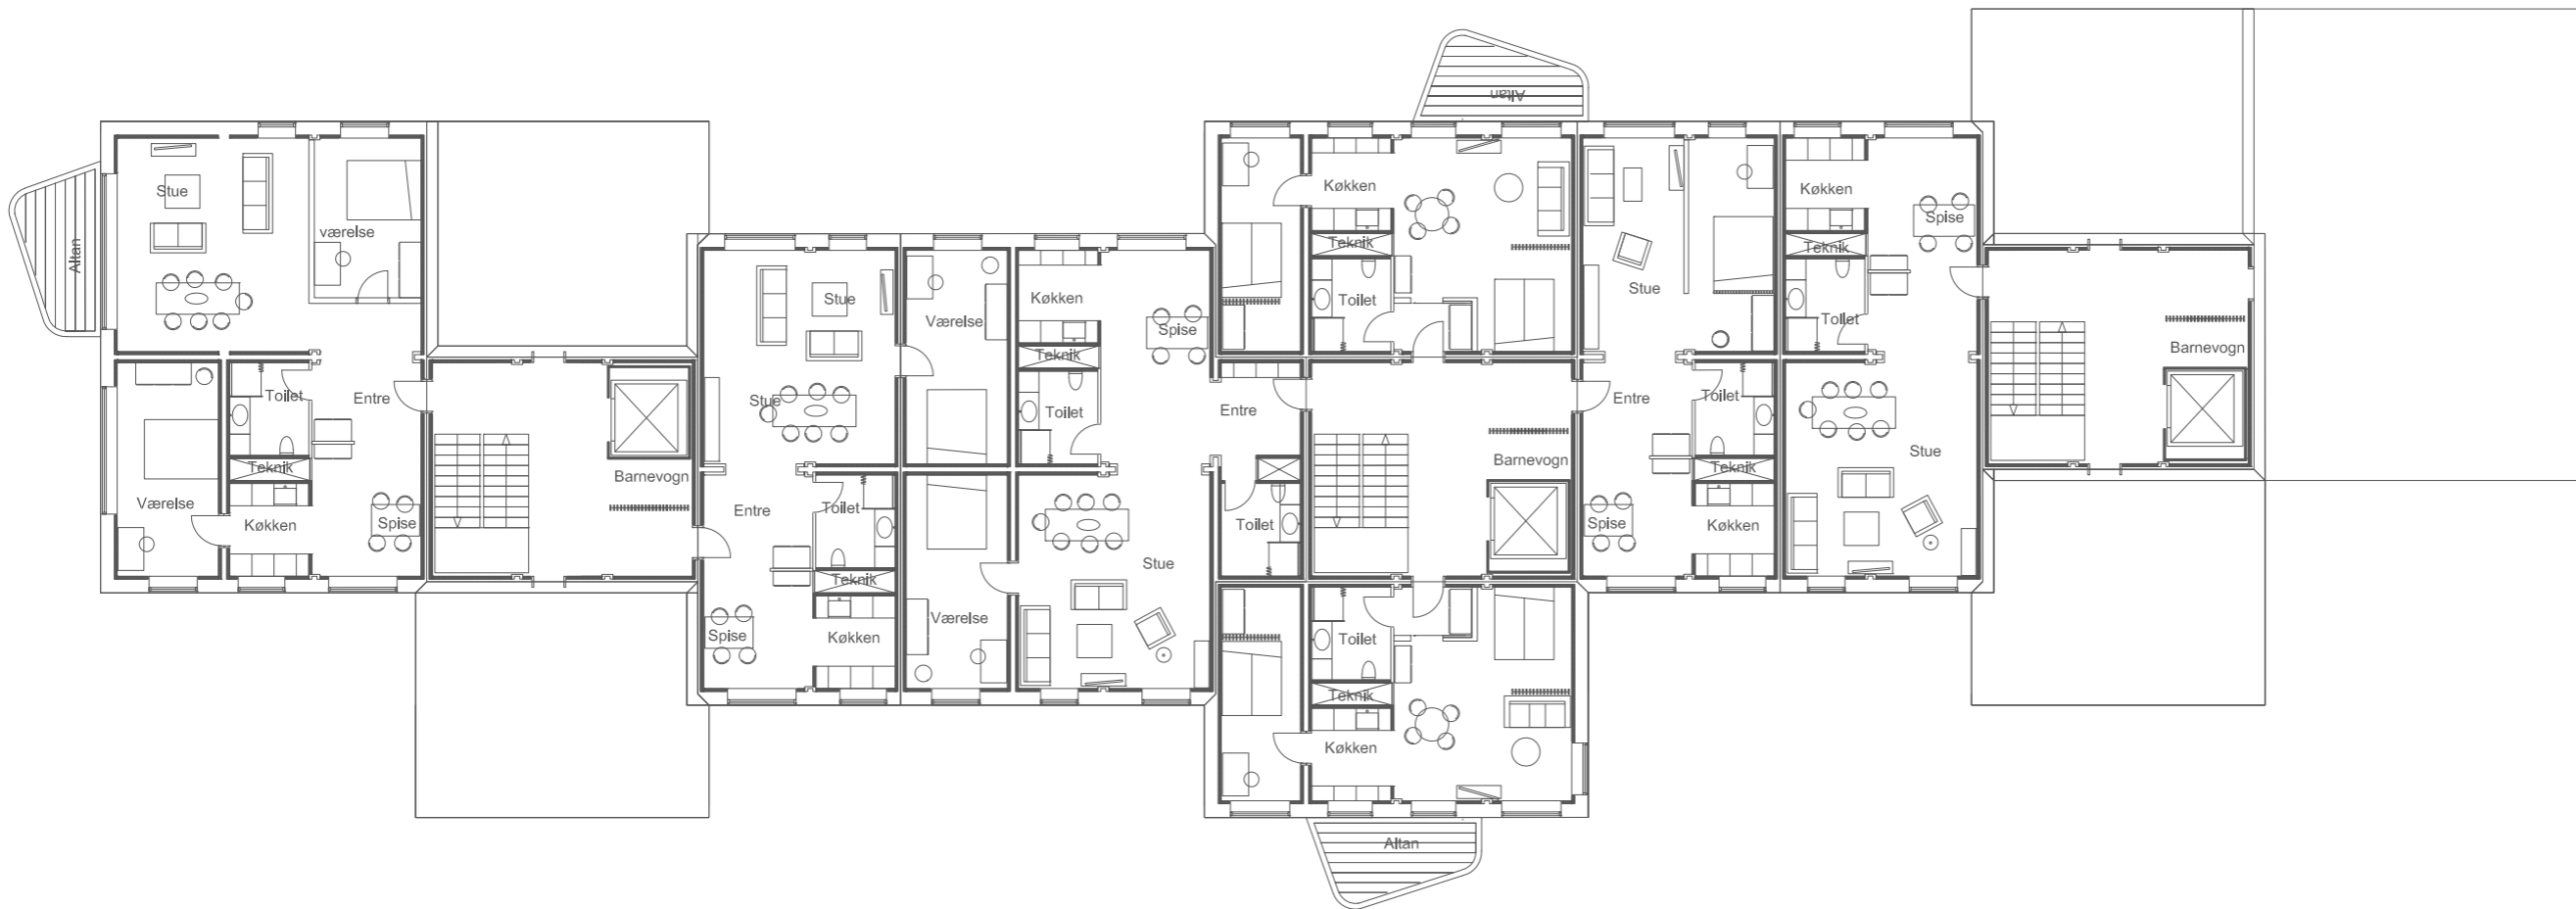 Altan
Stue
værelse
Altan
Værelse
Toilet
Entre
Teknik
Køkken
Spise
Barnevogn
Stue
Stue
Entre
Toilet
Teknik
Spise
Køkken
Værelse
Værelse
Køkken
Spise
Teknik
Toilet
Stue
Entre
Toilet
Køkken
Teknik
Toilet
Barnevogn
Toilet
Teknik
Køkken
Altan
Stue
Entre
Toilet
Teknik
Spise
Køkken
Køkken
Spise
Teknik
Toilet
Stue
Barnevogn